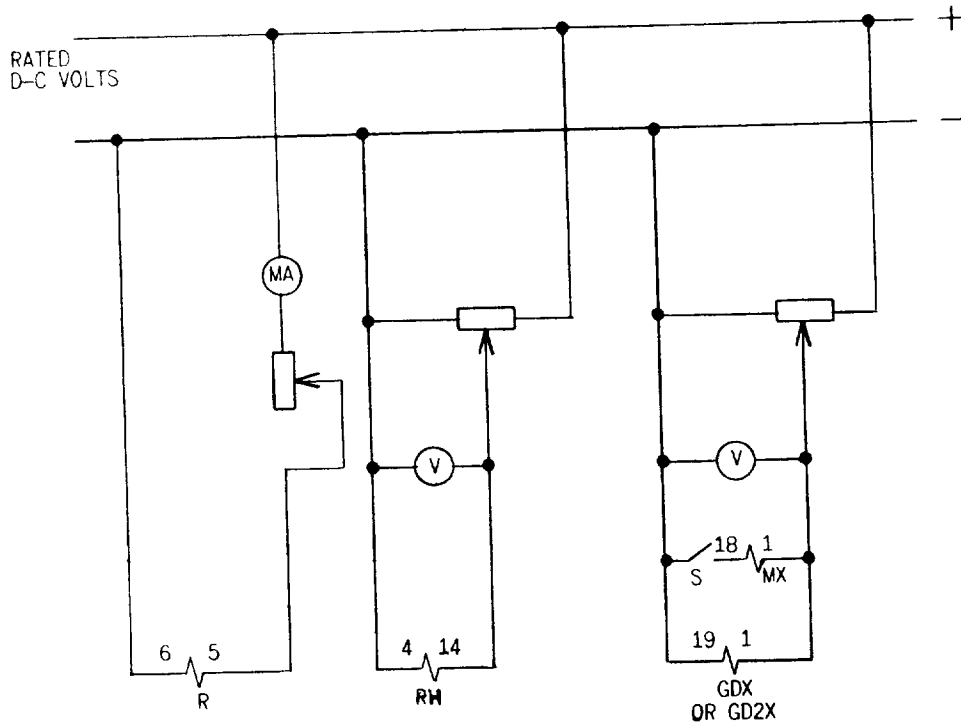 +
RATED
D-C VOLTS
−
MA
V
V
18 1
S MX
6 5
R
4 14
RH
19 1
GDX
OR GD2X